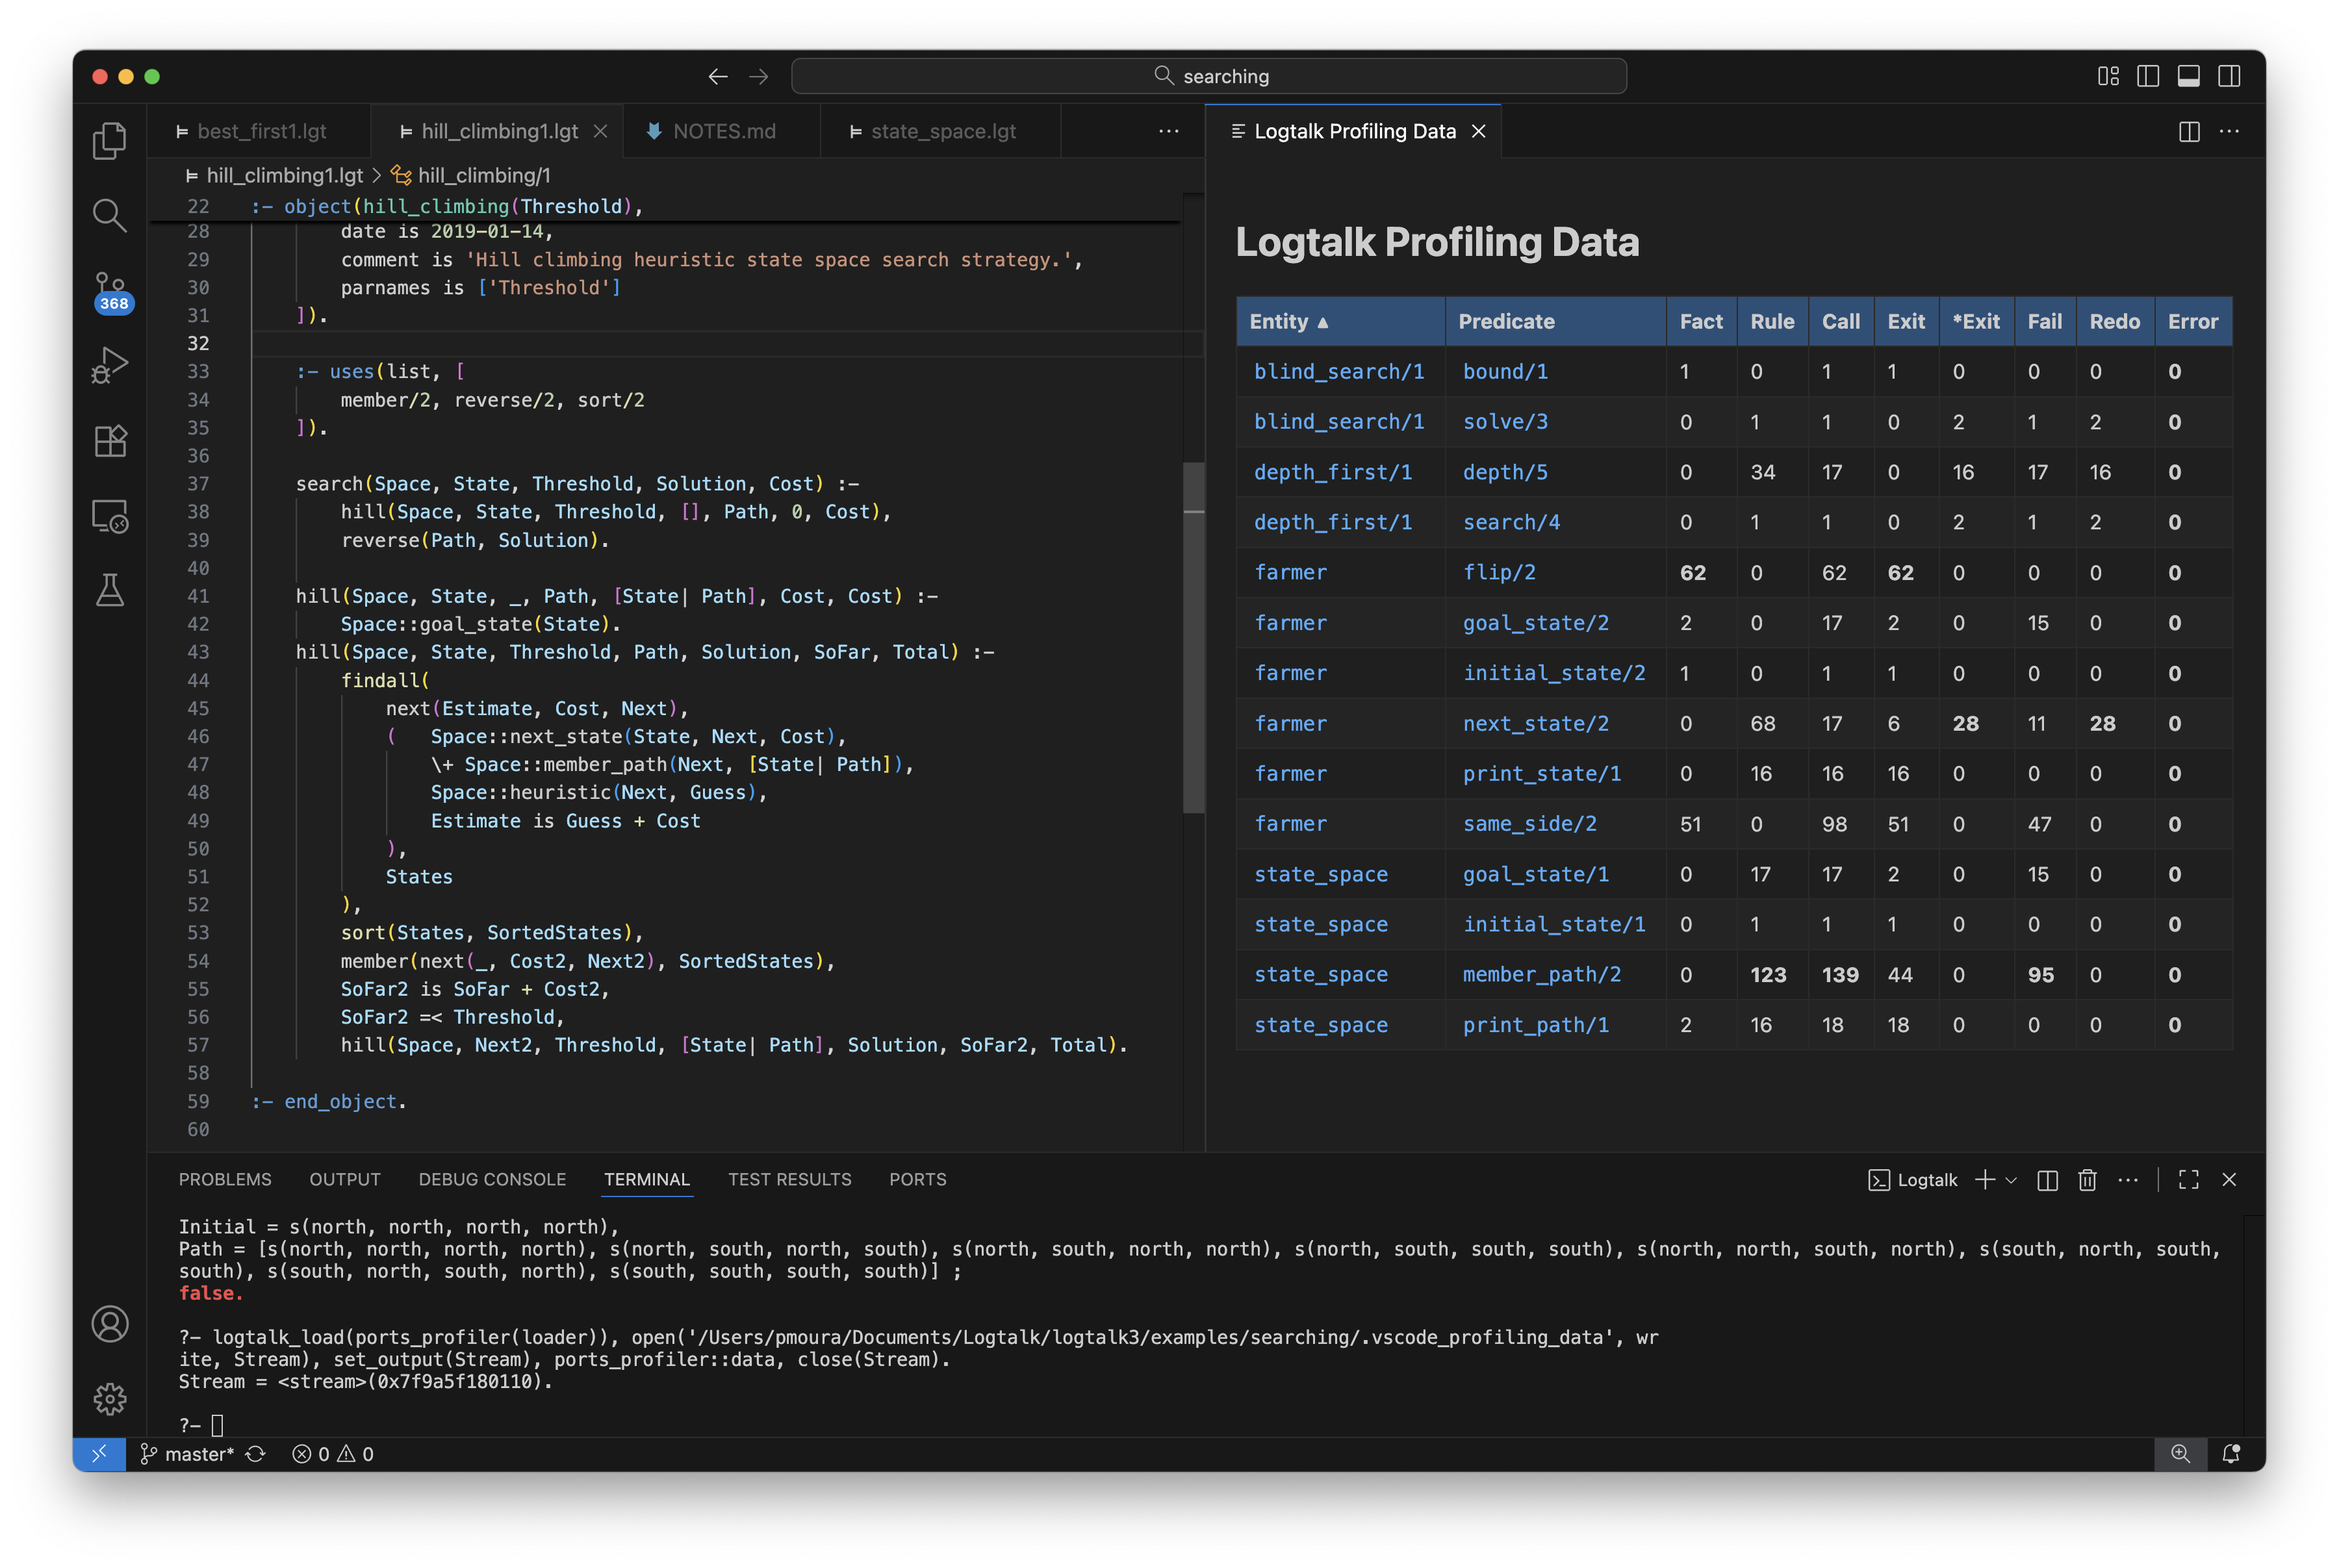 searching
best_first1.lgt hill_climbing1.lgt NOTES.md state_space.lgt ...
hill_climbing1.lgt > hill_climbing/1
22 :- object(hill_climbing(Threshold),
28 date is 2019-01-14,
29 comment is 'Hill climbing heuristic state space search strategy.',
30 parnames is ['Threshold']
31 ]).
32
33 :- uses(list, [
34 member/2, reverse/2, sort/2
35 ]).
36
37 search(Space, State, Threshold, Solution, Cost) :-
38 hill(Space, State, Threshold, [], Path, 0, Cost),
39 reverse(Path, Solution).
40
41 hill(Space, State, _, Path, [State| Path], Cost, Cost) :-
42 Space::goal_state(State).
43 hill(Space, State, Threshold, Path, Solution, SoFar, Total) :-
44 findall(
45 next(Estimate, Cost, Next),
46 ( Space::next_state(State, Next, Cost),
47 \+ Space::member_path(Next, [State| Path]),
48 Space::heuristic(Next, Guess),
49 Estimate is Guess + Cost
50 ),
51 States
52 ),
53 sort(States, SortedStates),
54 member(next(_, Cost2, Next2), SortedStates),
55 SoFar2 is SoFar + Cost2,
56 SoFar2 =< Threshold,
57 hill(Space, Next2, Threshold, [State| Path], Solution, SoFar2, Total).
58
59 :- end_object.
60
368
Logtalk Profiling Data
Logtalk Profiling Data
Entity ▲ Predicate Fact Rule Call Exit *Exit Fail Redo Error
blind_search/1 bound/1 1 0 1 1 0 0 0 0
blind_search/1 solve/3 0 1 1 0 2 1 2 0
depth_first/1 depth/5 0 34 17 0 16 17 16 0
depth_first/1 search/4 0 1 1 0 2 1 2 0
farmer flip/2 62 0 62 62 0 0 0 0
farmer goal_state/2 2 0 17 2 0 15 0 0
farmer initial_state/2 1 0 1 1 0 0 0 0
farmer next_state/2 0 68 17 6 28 11 28 0
farmer print_state/1 0 16 16 16 0 0 0 0
farmer same_side/2 51 0 98 51 0 47 0 0
state_space goal_state/1 0 17 17 2 0 15 0 0
state_space initial_state/1 0 1 1 1 0 0 0 0
state_space member_path/2 0 123 139 44 0 95 0 0
state_space print_path/1 2 16 18 18 0 0 0 0
PROBLEMS OUTPUT DEBUG CONSOLE TERMINAL TEST RESULTS PORTS Logtalk
Initial = s(north, north, north, north),
Path = [s(north, north, north, north), s(north, south, north, south), s(north, south, north, north), s(north, south, south, south), s(north, north, south, north), s(south, north, south,
south), s(south, north, south, north), s(south, south, south, south)] ;
false.
?- logtalk_load(ports_profiler(loader)), open('/Users/pmoura/Documents/Logtalk/logtalk3/examples/searching/.vscode_profiling_data', wr
ite, Stream), set_output(Stream), ports_profiler::data, close(Stream).
Stream = <stream>(0x7f9a5f180110).
?-
master* 0 0